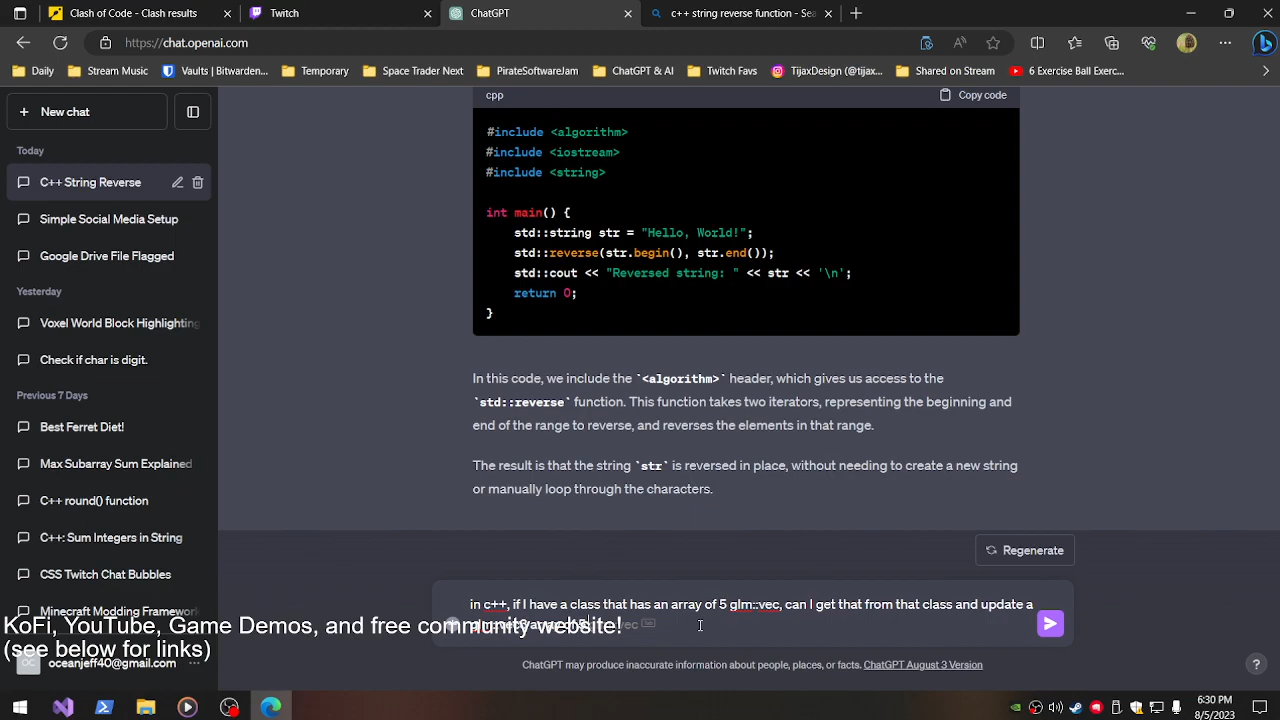 Clash of Clans - Clash results
Twitch
ChatGPT
c++ string reverse function - Sea
https://chat.openai.com
Daily
Stream Music
Vaults | Bitwarden...
Temporary
Space Trader Next
PirateSoftwareJam
ChatGPT & AI
Twitch Favs
TijaxDesign (@tijax...
Shared on Stream
6 Exercise Ball Exerc...
New chat
Today
C++ String Reverse
Simple Social Media Setup
Google Drive File Flagged
Yesterday
Voxel World Block Highlighting
Check if char is digit.
Previous 7 Days
Best Ferret Diet!
Max Subarray Sum Explained
C++ round() function
C++: Sum Integers in String
CSS Twitch Chat Bubbles
Minecraft Modding Framework
KoFi, YouTube, Game Demos, and free community website!
(see below for links)
OC
oceanjeff40@gmail.com
cpp
Copy code
#include <algorithm>
#include <iostream>
#include <string>
int main() {
std::string str = "Hello, World!";
std::reverse(str.begin(), str.end());
std::cout << "Reversed string: " << str << '\n';
return 0;
}
In this code, we include the `<algorithm>` header, which gives us access to the
`std::reverse` function. This function takes two iterators, representing the beginning and
end of the range to reverse, and reverses the elements in that range.
The result is that the string `str` is reversed in place, without needing to create a new string
or manually loop through the characters.
Regenerate
in c++, if I have a class that has an array of 5 glm::vec, can I get that from that class and update a
vec
Tab
ChatGPT may produce inaccurate information about people, places, or facts. ChatGPT August 3 Version
?
6:30 PM
8/5/2023